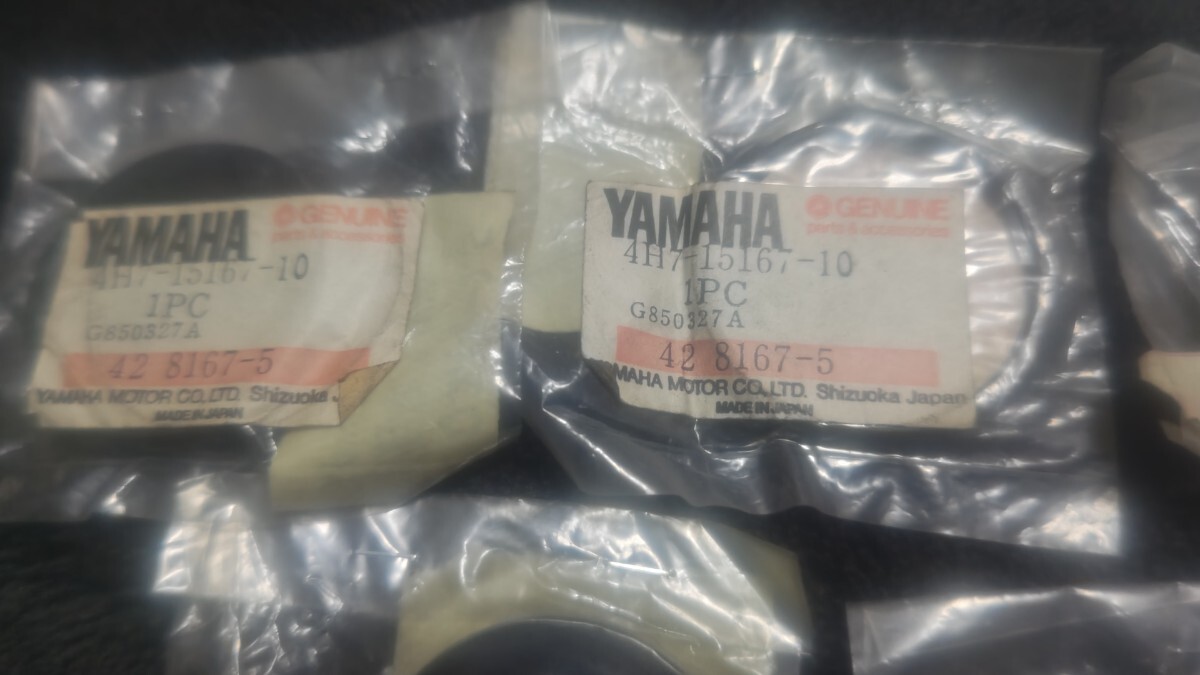 YAMAHA GENUINE
parts & accessories
4H7-15167-10
1PC
G850327A
42 8167-5
YAMAHA MOTOR CO.,LTD. Shizuoka J
MADE IN JAPAN
YAMAHA GENUINE
parts & accessories
4H7-15167-10
1PC
G850327A
42 8167-5
MAHA MOTOR CO.,LTD. Shizuoka Japan
MADE IN JAPAN